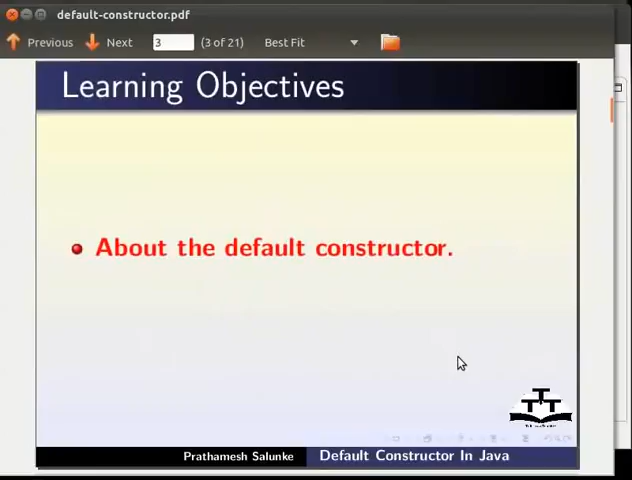 default-constructor.pdf
Previous Next 3 (3 of 21) Best Fit
Learning Objectives
About the default constructor.
Prathamesh Salunke Default Constructor In Java